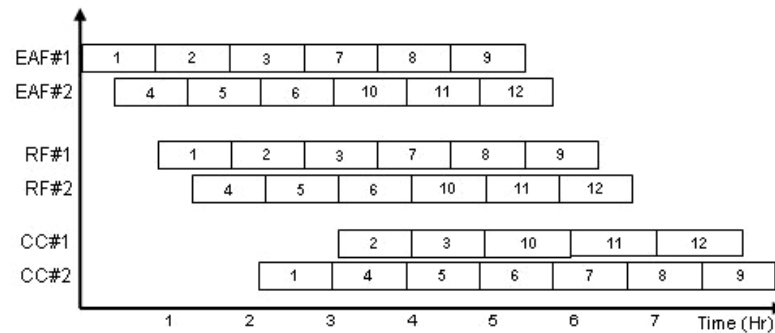 EAF#1 1 2 3 7 8 9
EAF#2 4 5 6 10 11 12
RF#1 1 2 3 7 8 9
RF#2 4 5 6 10 11 12
CC#1 2 3 10 11 12
CC#2 1 4 5 6 7 8 9
1 2 3 4 5 6 7 Time (Hr)